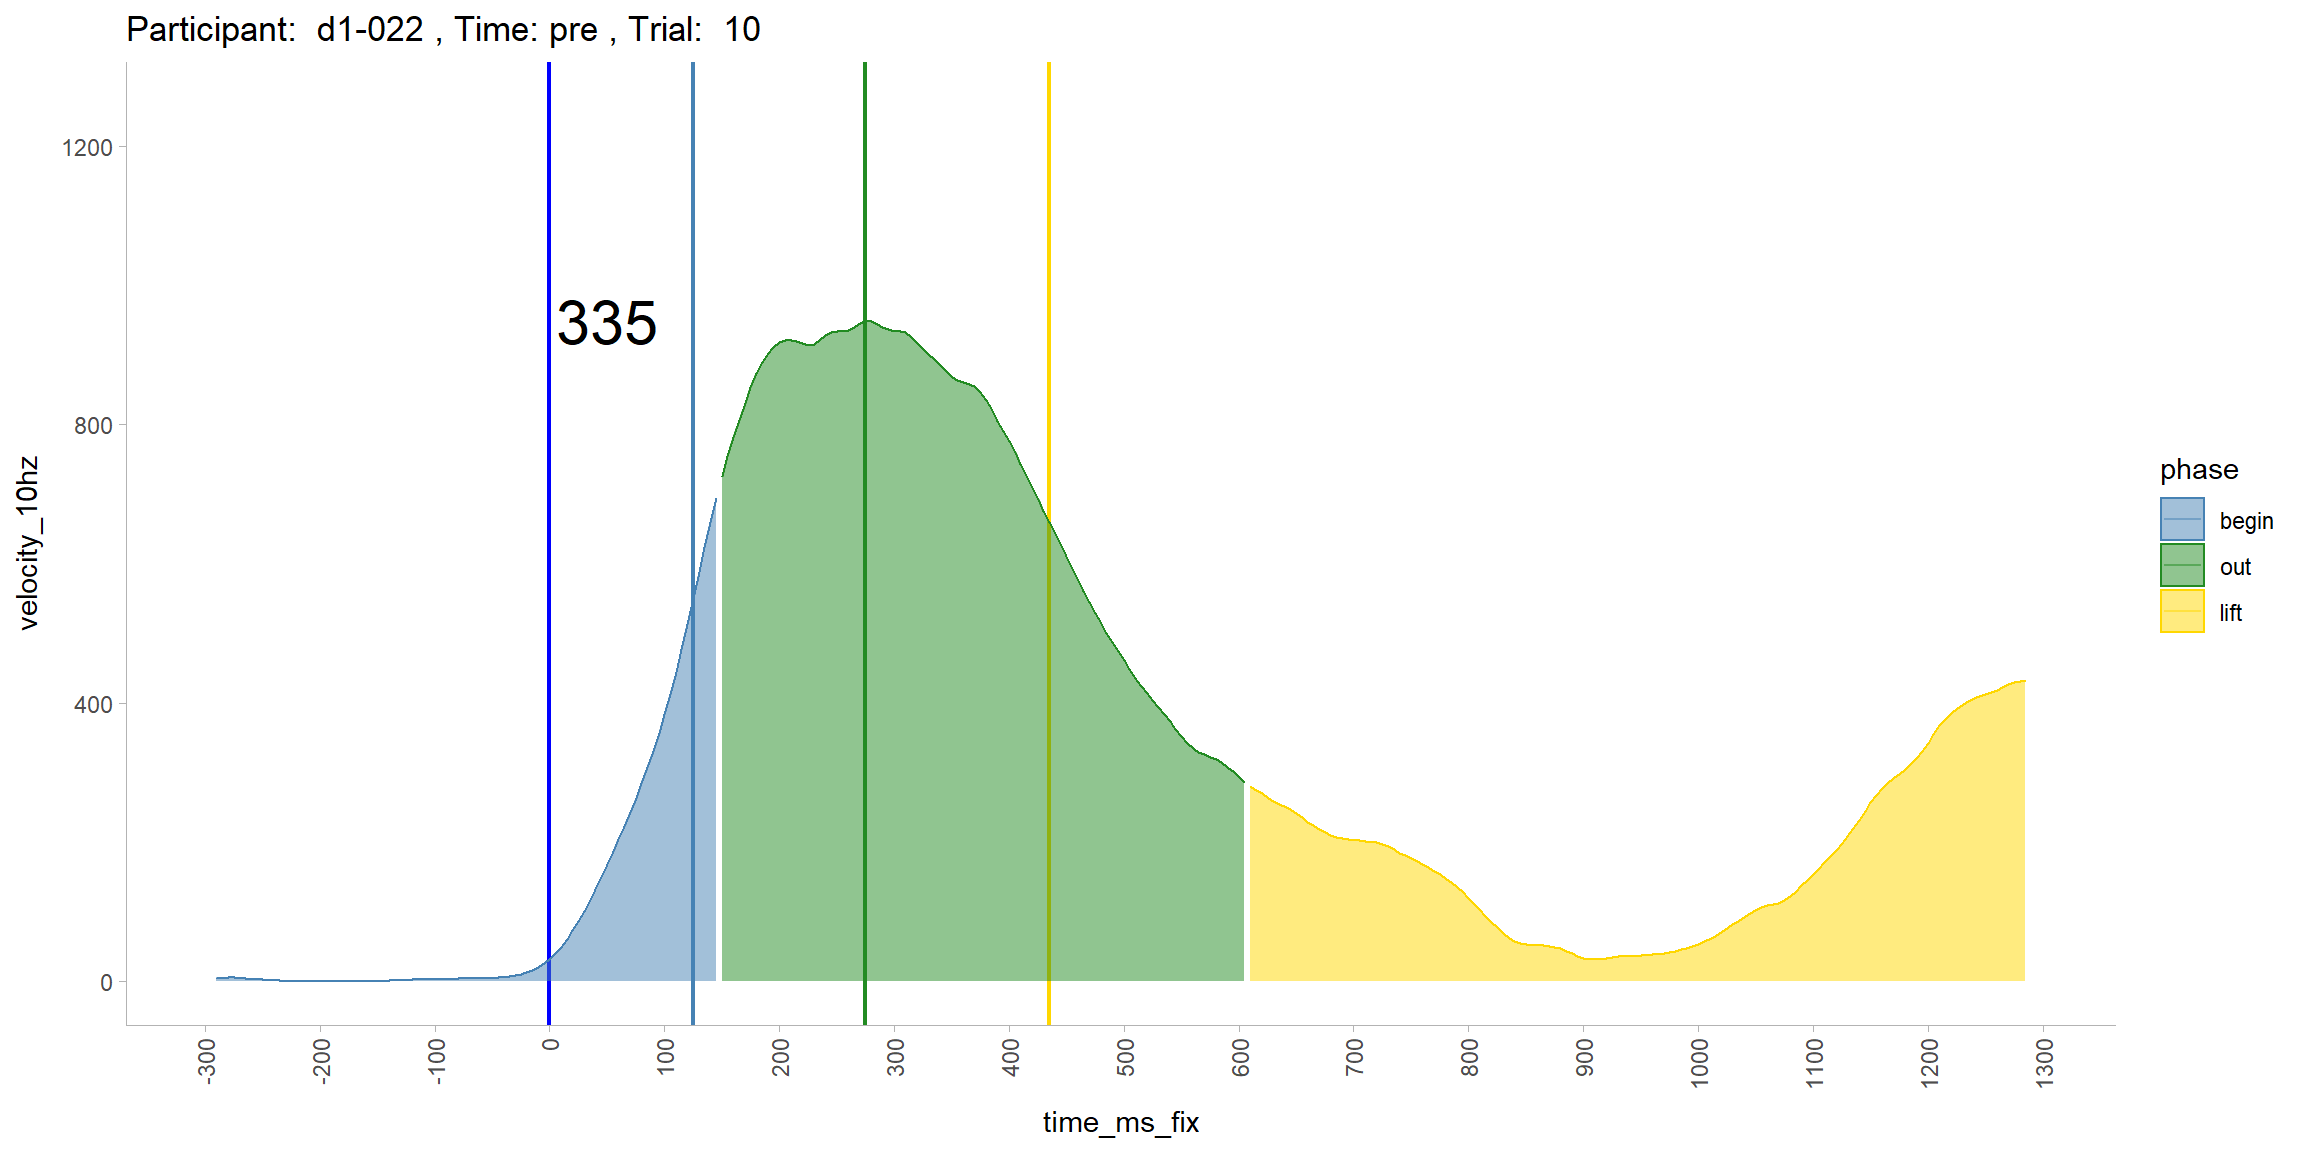 Participant:  d1-022 , Time: pre , Trial:  10
1200
800
400
0
velocity_10hz
335
-300 -200 -100 0 100 200 300 400 500 600 700 800 900 1000 1100 1200 1300
time_ms_fix
phase
begin
out
lift